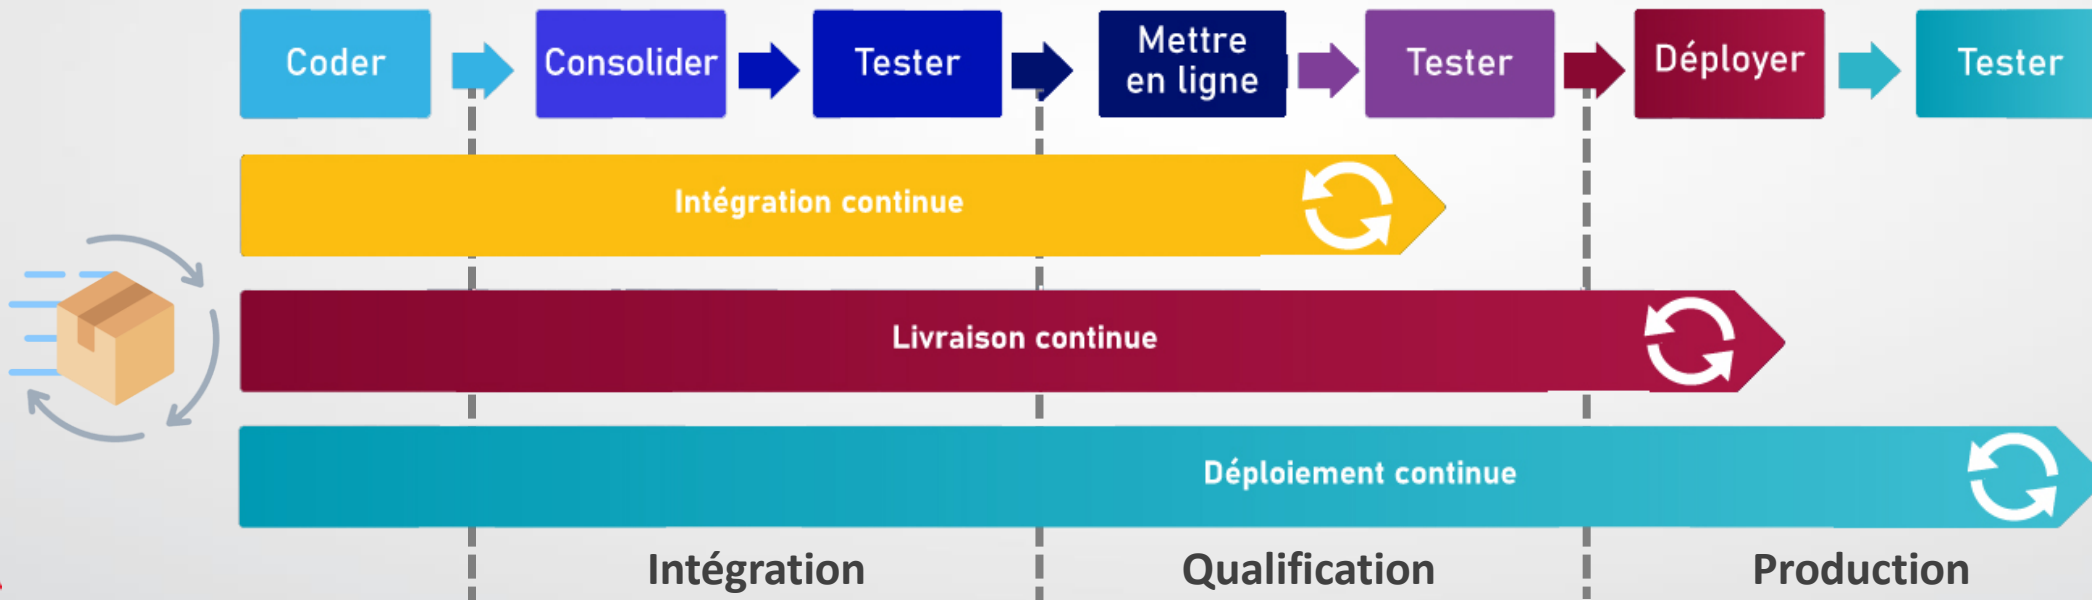 Coder
Consolider
Tester
Mettre
en ligne
Tester
Déployer
Tester
Intégration continue
Livraison continue
Déploiement continue
Intégration
Qualification
Production